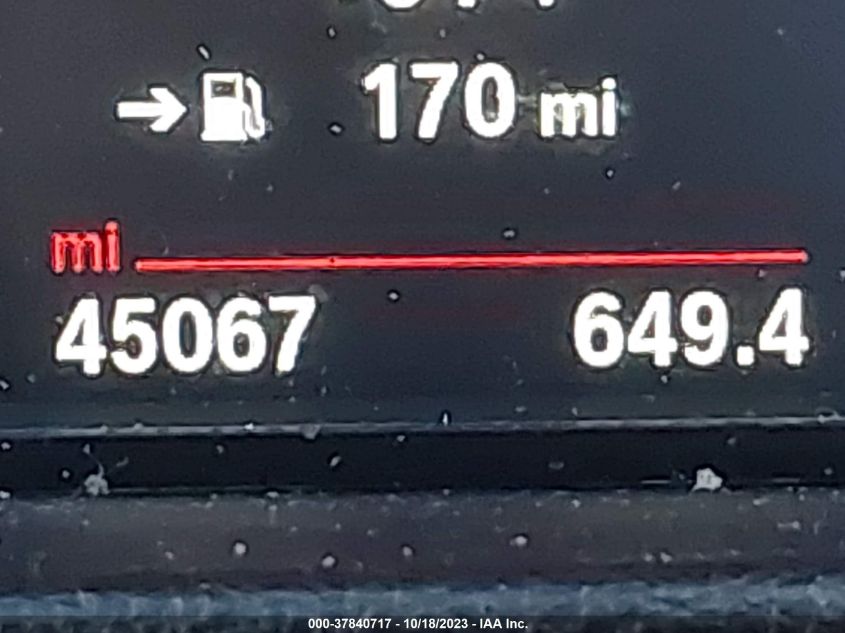 170 mi
mi
45067 649.4
000-37840717 - 10/18/2023 - IAA Inc.